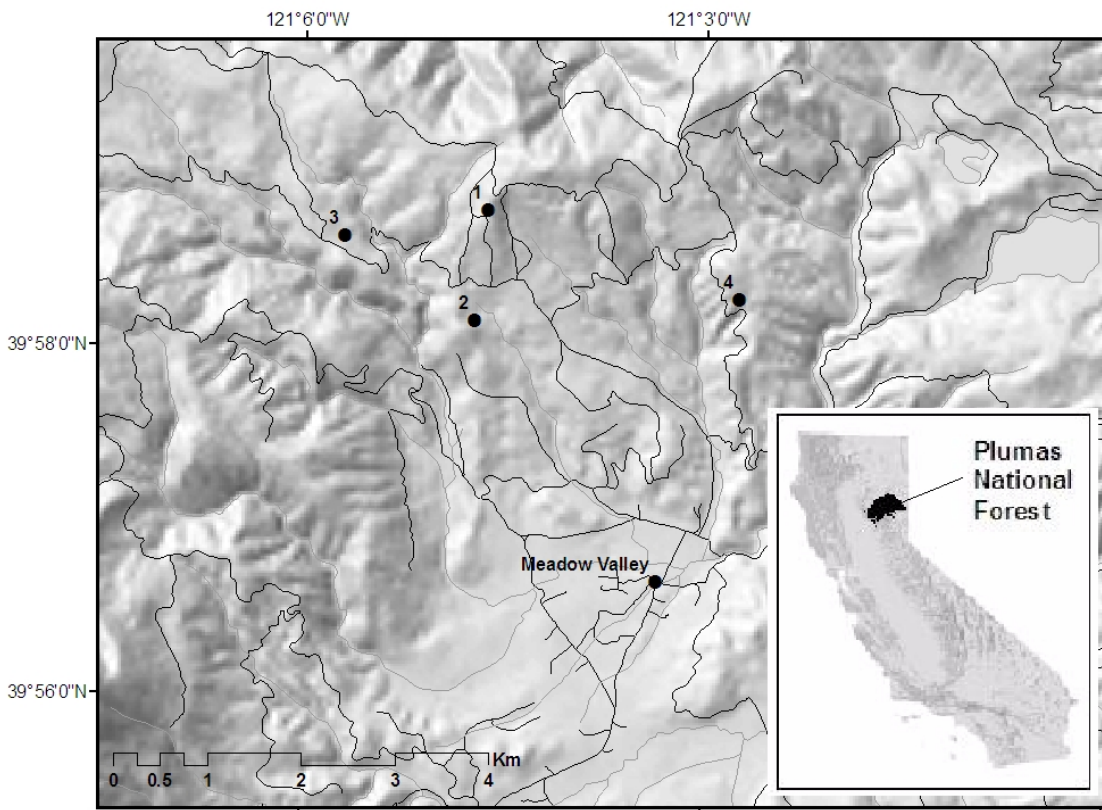 121°6'0"W
121°3'0"W
1
3
4
2
39°58'0"N
Plumas
National
Forest
Meadow Valley
39°56'0"N
Km
0 0.5 1 2 3 4